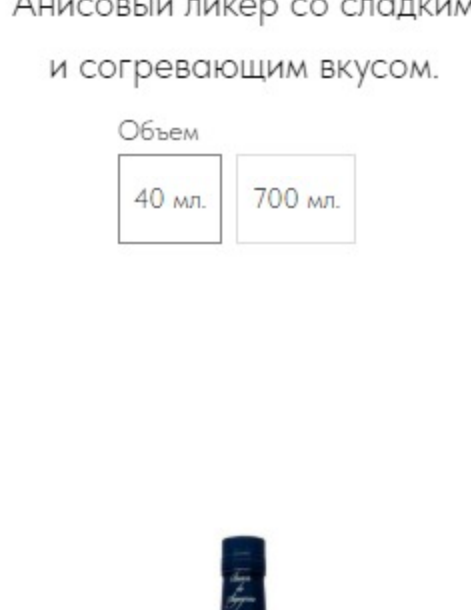 Анисовый ликер со сладким
и согревающим вкусом.
Объем
40 мл.
700 мл.